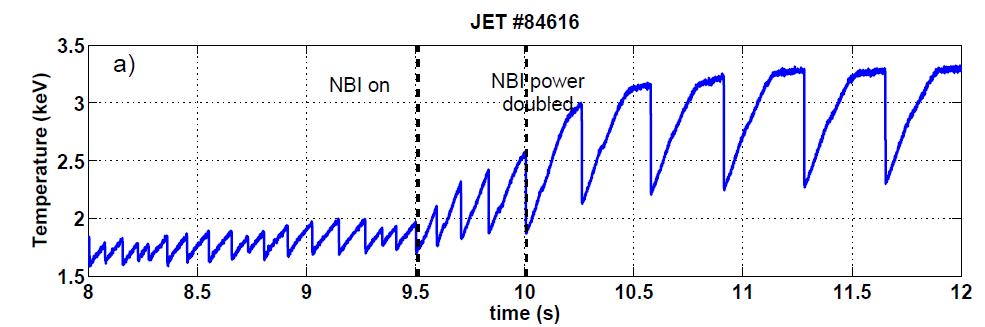 JET #84616
a)
NBI on
NBI power
doubled
Temperature (keV)
3.5
3
2.5
2
1.5
8
8.5
9
9.5
10
10.5
11
11.5
12
time (s)